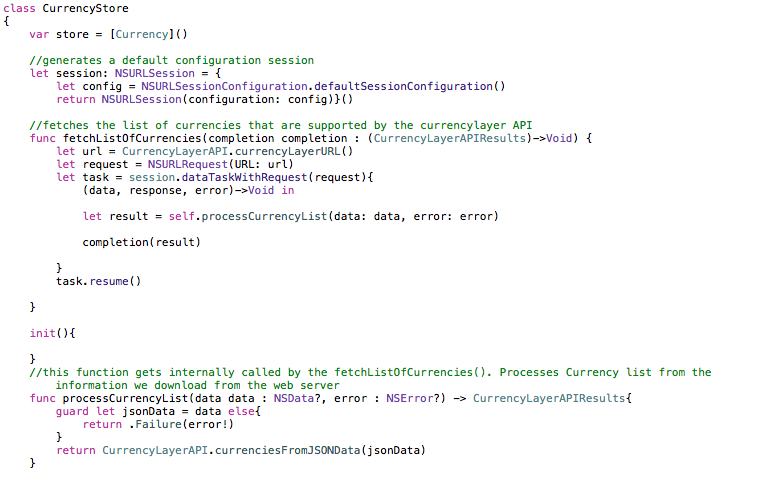 class CurrencyStore
{
    var store = [Currency]()

    //generates a default configuration session
    let session: NSURLSession = {
        let config = NSURLSessionConfiguration.defaultSessionConfiguration()
        return NSURLSession(configuration: config)}()

    //fetches the list of currencies that are supported by the currencylayer API
    func fetchListOfCurrencies(completion completion : (CurrencyLayerAPIResults)->Void) {
        let url = CurrencyLayerAPI.currencyLayerURL()
        let request = NSURLRequest(URL: url)
        let task = session.dataTaskWithRequest(request){
            (data, response, error)->Void in

            let result = self.processCurrencyList(data: data, error: error)

            completion(result)

        }
        task.resume()

    }

    init(){

    }
    //this function gets internally called by the fetchListOfCurrencies(). Processes Currency list from the
        information we download from the web server
    func processCurrencyList(data data : NSData?, error : NSError?) -> CurrencyLayerAPIResults{
        guard let jsonData = data else{
            return .Failure(error!)
        }
        return CurrencyLayerAPI.currenciesFromJSONData(jsonData)
    }